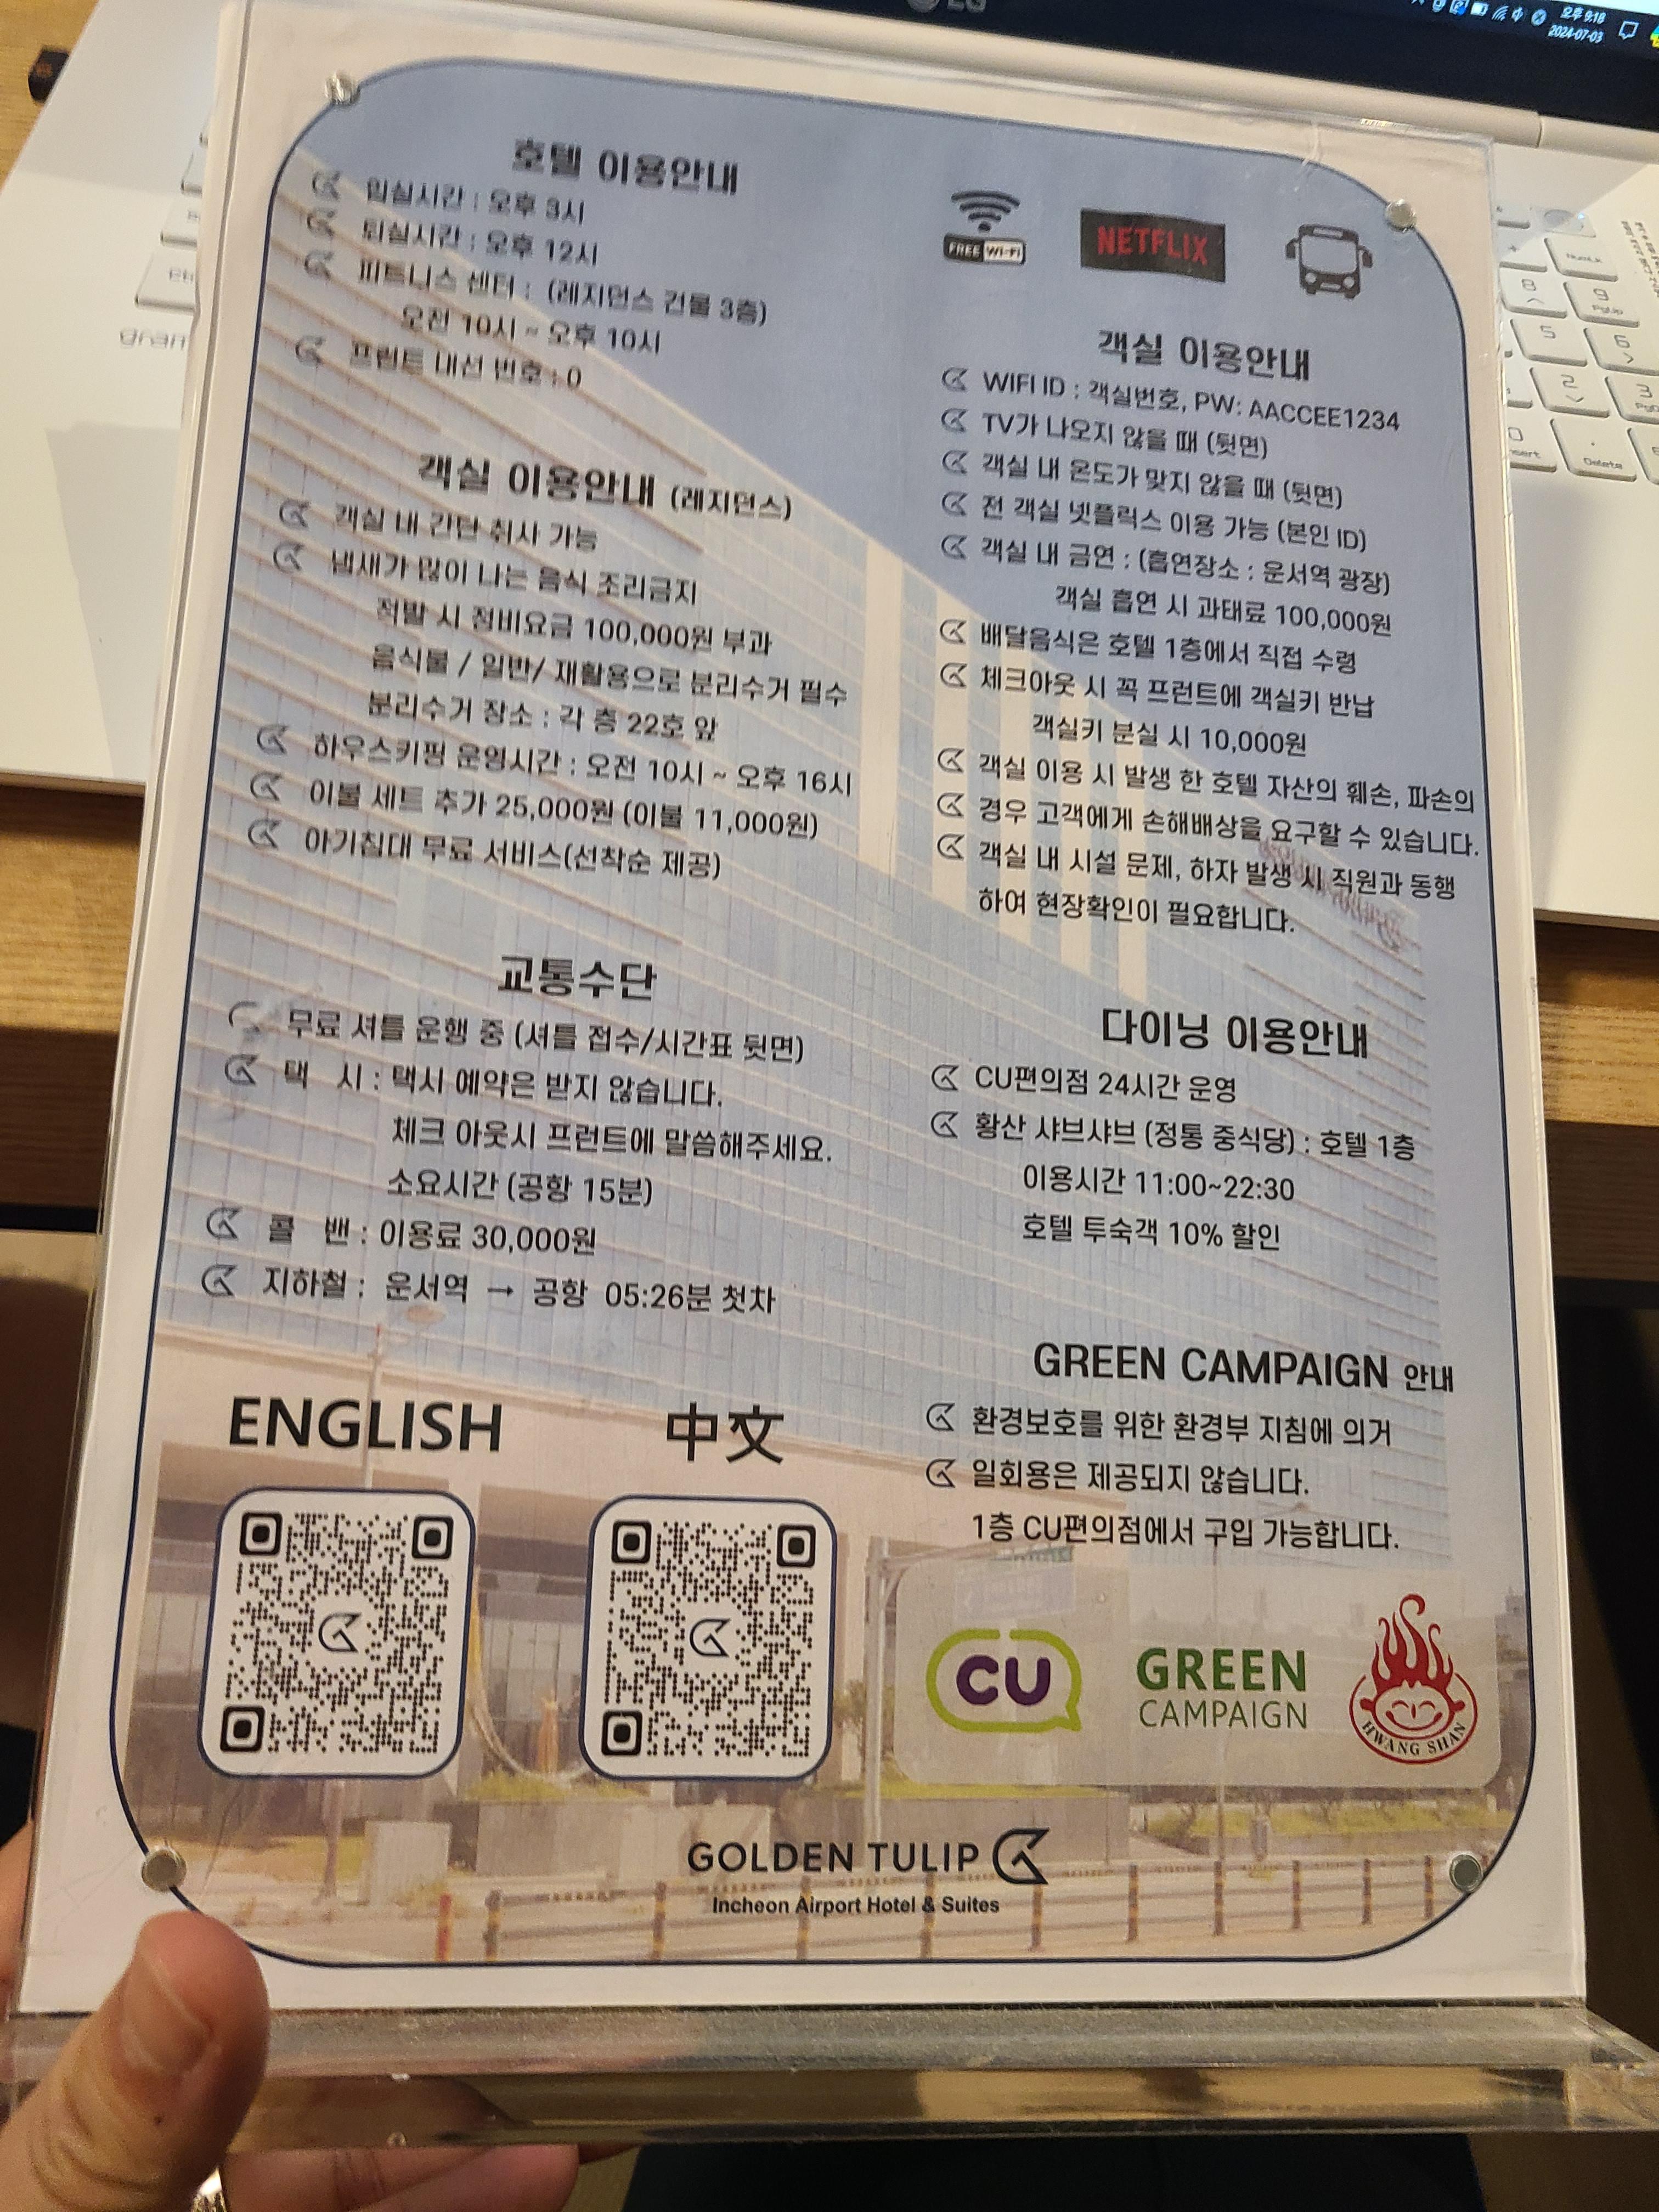 LG
오후 9:18
2024-07-03
gram
호텔 이용안내
입실시간 : 오후 3시
퇴실시간 : 오후 12시
피트니스 센터 : (레지던스 건물 3층)
오전 10시 ~ 오후 10시
프런트 내선 번호 : 0
객실 이용안내 (레지던스)
객실 내 간단 취사 가능
냄새가 많이 나는 음식 조리금지
적발 시 정비요금 100,000원 부과
음식물 / 일반/ 재활용으로 분리수거 필수
분리수거 장소 : 각 층 22호 앞
하우스키핑 운영시간 : 오전 10시 ~ 오후 16시
이불 세트 추가 25,000원 (이불 11,000원)
아기침대 무료 서비스(선착순 제공)
교통수단
무료 셔틀 운행 중 (셔틀 접수/시간표 뒷면)
택 시 : 택시 예약은 받지 않습니다.
체크 아웃시 프런트에 말씀해주세요.
소요시간 (공항 15분)
콜 밴 : 이용료 30,000원
지하철 : 운서역 → 공항 05:26분 첫차
ENGLISH
中文
FREE Wi-Fi
NETFLIX
객실 이용안내
WIFI ID : 객실번호, PW: AACCEE1234
TV가 나오지 않을 때 (뒷면)
객실 내 온도가 맞지 않을 때 (뒷면)
전 객실 넷플릭스 이용 가능 (본인 ID)
객실 내 금연 : (흡연장소 : 운서역 광장)
객실 흡연 시 과태료 100,000원
배달음식은 호텔 1층에서 직접 수령
체크아웃 시 꼭 프런트에 객실키 반납
객실키 분실 시 10,000원
객실 이용 시 발생 한 호텔 자산의 훼손, 파손의
경우 고객에게 손해배상을 요구할 수 있습니다.
객실 내 시설 문제, 하자 발생 시 직원과 동행
하여 현장확인이 필요합니다.
다이닝 이용안내
CU편의점 24시간 운영
황산 샤브샤브 (정통 중식당) : 호텔 1층
이용시간 11:00~22:30
호텔 투숙객 10% 할인
GREEN CAMPAIGN 안내
환경보호를 위한 환경부 지침에 의거
일회용은 제공되지 않습니다.
1층 CU편의점에서 구입 가능합니다.
CU
GREEN
CAMPAIGN
HWANG SHAN
GOLDEN TULIP
Incheon Airport Hotel & Suites